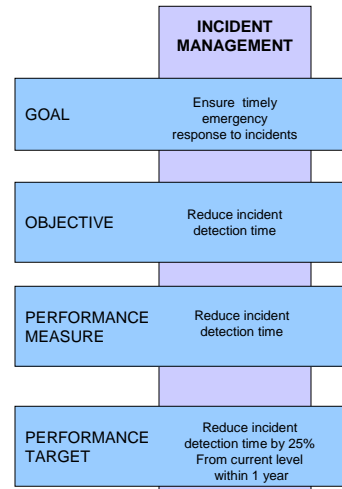 INCIDENT
MANAGEMENT
GOAL
Ensure timely
emergency
response to incidents
OBJECTIVE
Reduce incident
detection time
PERFORMANCE
MEASURE
Reduce incident
detection time
PERFORMANCE
TARGET
Reduce incident
detection time by 25%
From current level
within 1 year